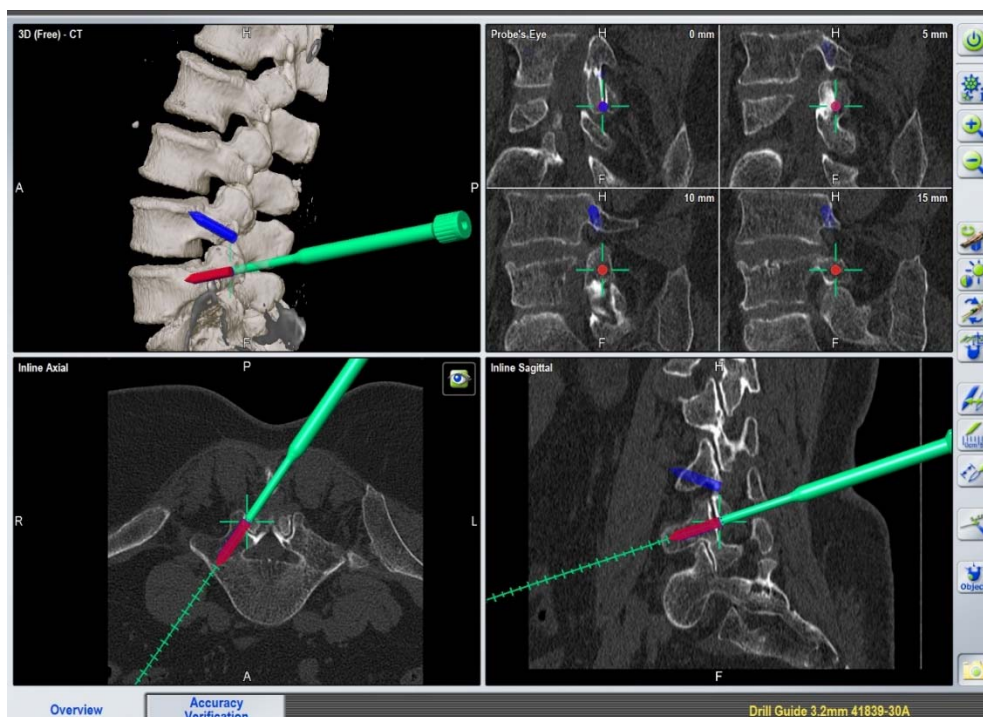 3D (Free) - CT
H
A
P
F
Probe's Eye
H
0 mm
F
H
5 mm
F
H
10 mm
F
H
15 mm
F
Inline Axial
P
R
L
A
Inline Sagittal
H
F
Object
Overview
Accuracy
Verification
Drill Guide 3.2mm 41839-30A